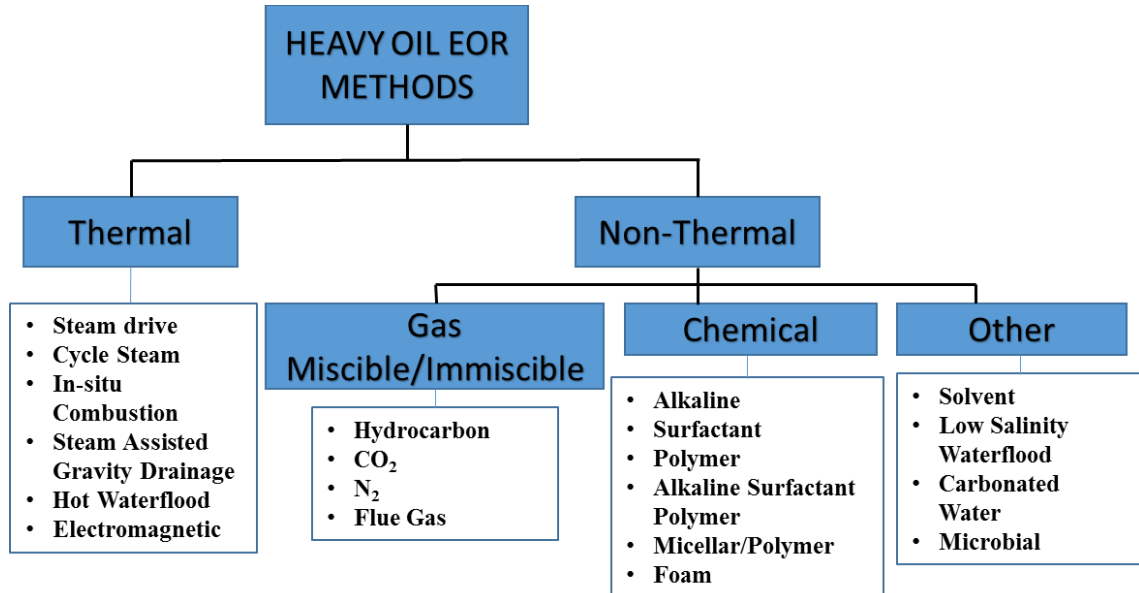 HEAVY OIL EOR
METHODS
Thermal
Non-Thermal
• Steam drive
• Cycle Steam
• In-situ
Combustion
• Steam Assisted
Gravity Drainage
• Hot Waterflood
• Electromagnetic
Gas
Miscible/Immiscible
• Hydrocarbon
• CO₂
• N₂
• Flue Gas
Chemical
• Alkaline
• Surfactant
• Polymer
• Alkaline Surfactant
Polymer
• Micellar/Polymer
• Foam
Other
• Solvent
• Low Salinity
Waterflood
• Carbonated
Water
• Microbial